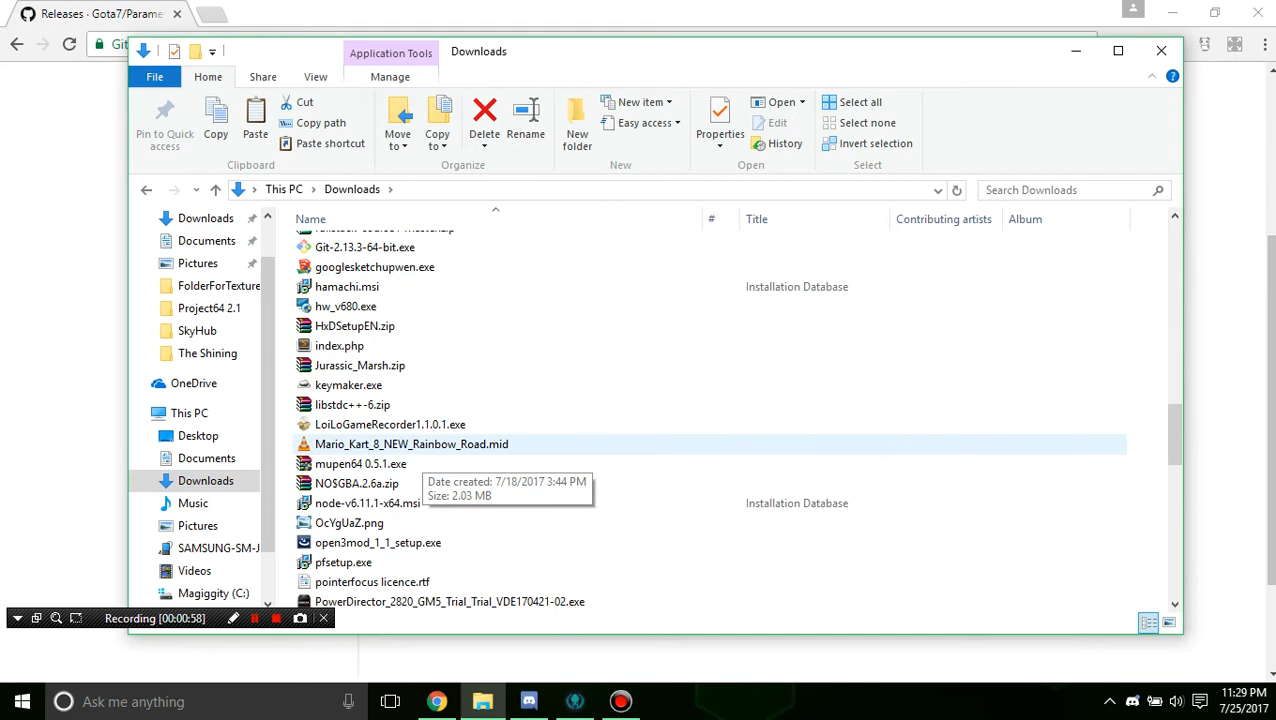 Releases · Gota7/Parame
Git
Application Tools
Downloads
File
Home
Share
View
Manage
Pin to Quick access
Copy
Paste
Cut
Copy path
Paste shortcut
Move to
Copy to
Delete
Rename
New folder
New item
Easy access
Properties
Open
Edit
History
Select all
Select none
Invert selection
Clipboard
Organize
New
Open
Select
This PC
Downloads
Search Downloads
Name
#
Title
Contributing artists
Album
Git-2.13.3-64-bit.exe
googlesketchupwen.exe
hamachi.msi
Installation Database
hw_v680.exe
HxDSetupEN.zip
index.php
Jurassic_Marsh.zip
keymaker.exe
libstdc++-6.zip
LoiLoGameRecorder1.1.0.1.exe
Mario_Kart_8_NEW_Rainbow_Road.mid
mupen64 0.5.1.exe
NO$GBA.2.6a.zip
node-v6.11.1-x64.msi
Installation Database
OcYgUaZ.png
open3mod_1_1_setup.exe
pfsetup.exe
pointerfocus licence.rtf
PowerDirector_2820_GM5_Trial_Trial_VDE170421-02.exe
Date created: 7/18/2017 3:44 PM
Size: 2.03 MB
Downloads
Documents
Pictures
FolderForTexture
Project64 2.1
SkyHub
The Shining
OneDrive
This PC
Desktop
Documents
Downloads
Music
Pictures
SAMSUNG-SM-J
Videos
Magiggity (C:)
Recording [00:00:58]
Ask me anything
11:29 PM
7/25/2017